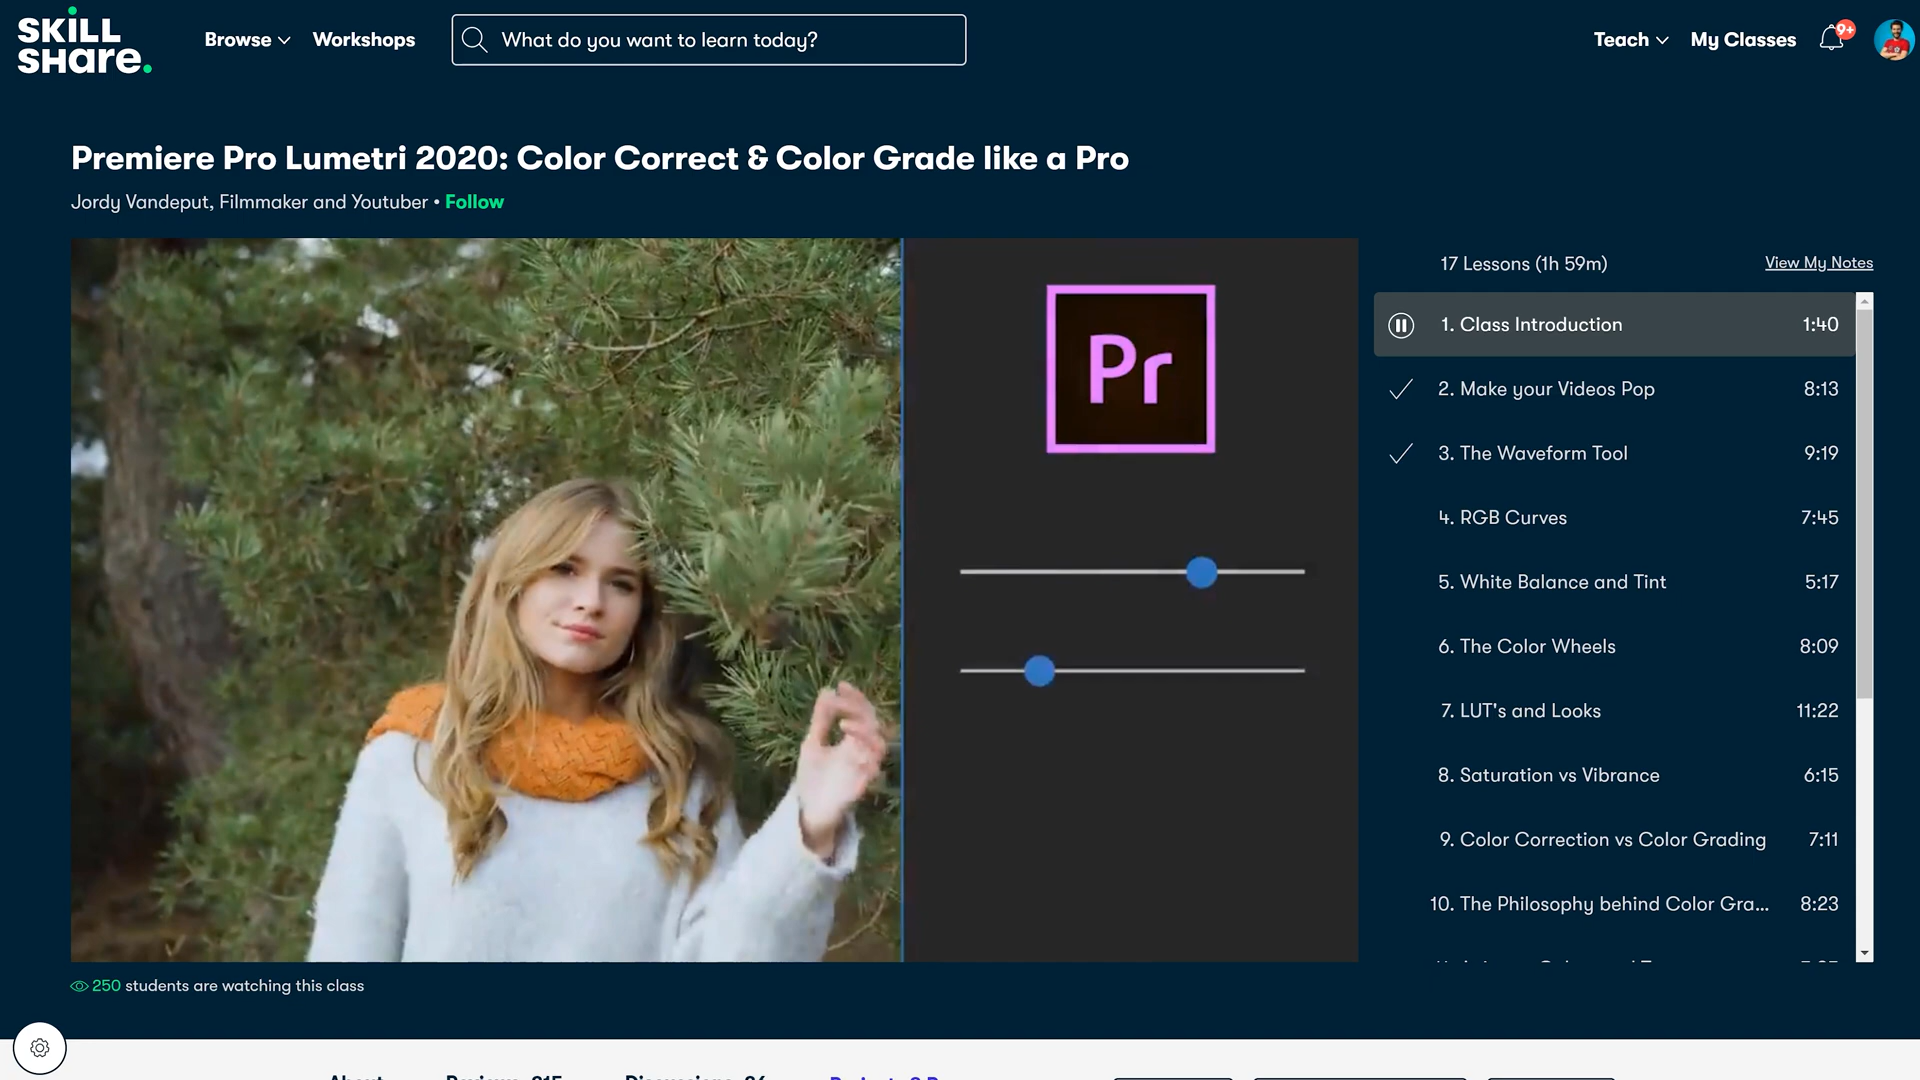 SKILL
SHare.
Browse
Workshops
What do you want to learn today?
Teach
My Classes
9+
Premiere Pro Lumetri 2020: Color Correct & Color Grade like a Pro
Jordy Vandeput, Filmmaker and Youtuber • Follow
Pr
17 Lessons (1h 59m)
View My Notes
1. Class Introduction 1:40
2. Make your Videos Pop 8:13
3. The Waveform Tool 9:19
4. RGB Curves 7:45
5. White Balance and Tint 5:17
6. The Color Wheels 8:09
7. LUT's and Looks 11:22
8. Saturation vs Vibrance 6:15
9. Color Correction vs Color Grading 7:11
10. The Philosophy behind Color Gra... 8:23
250 students are watching this class